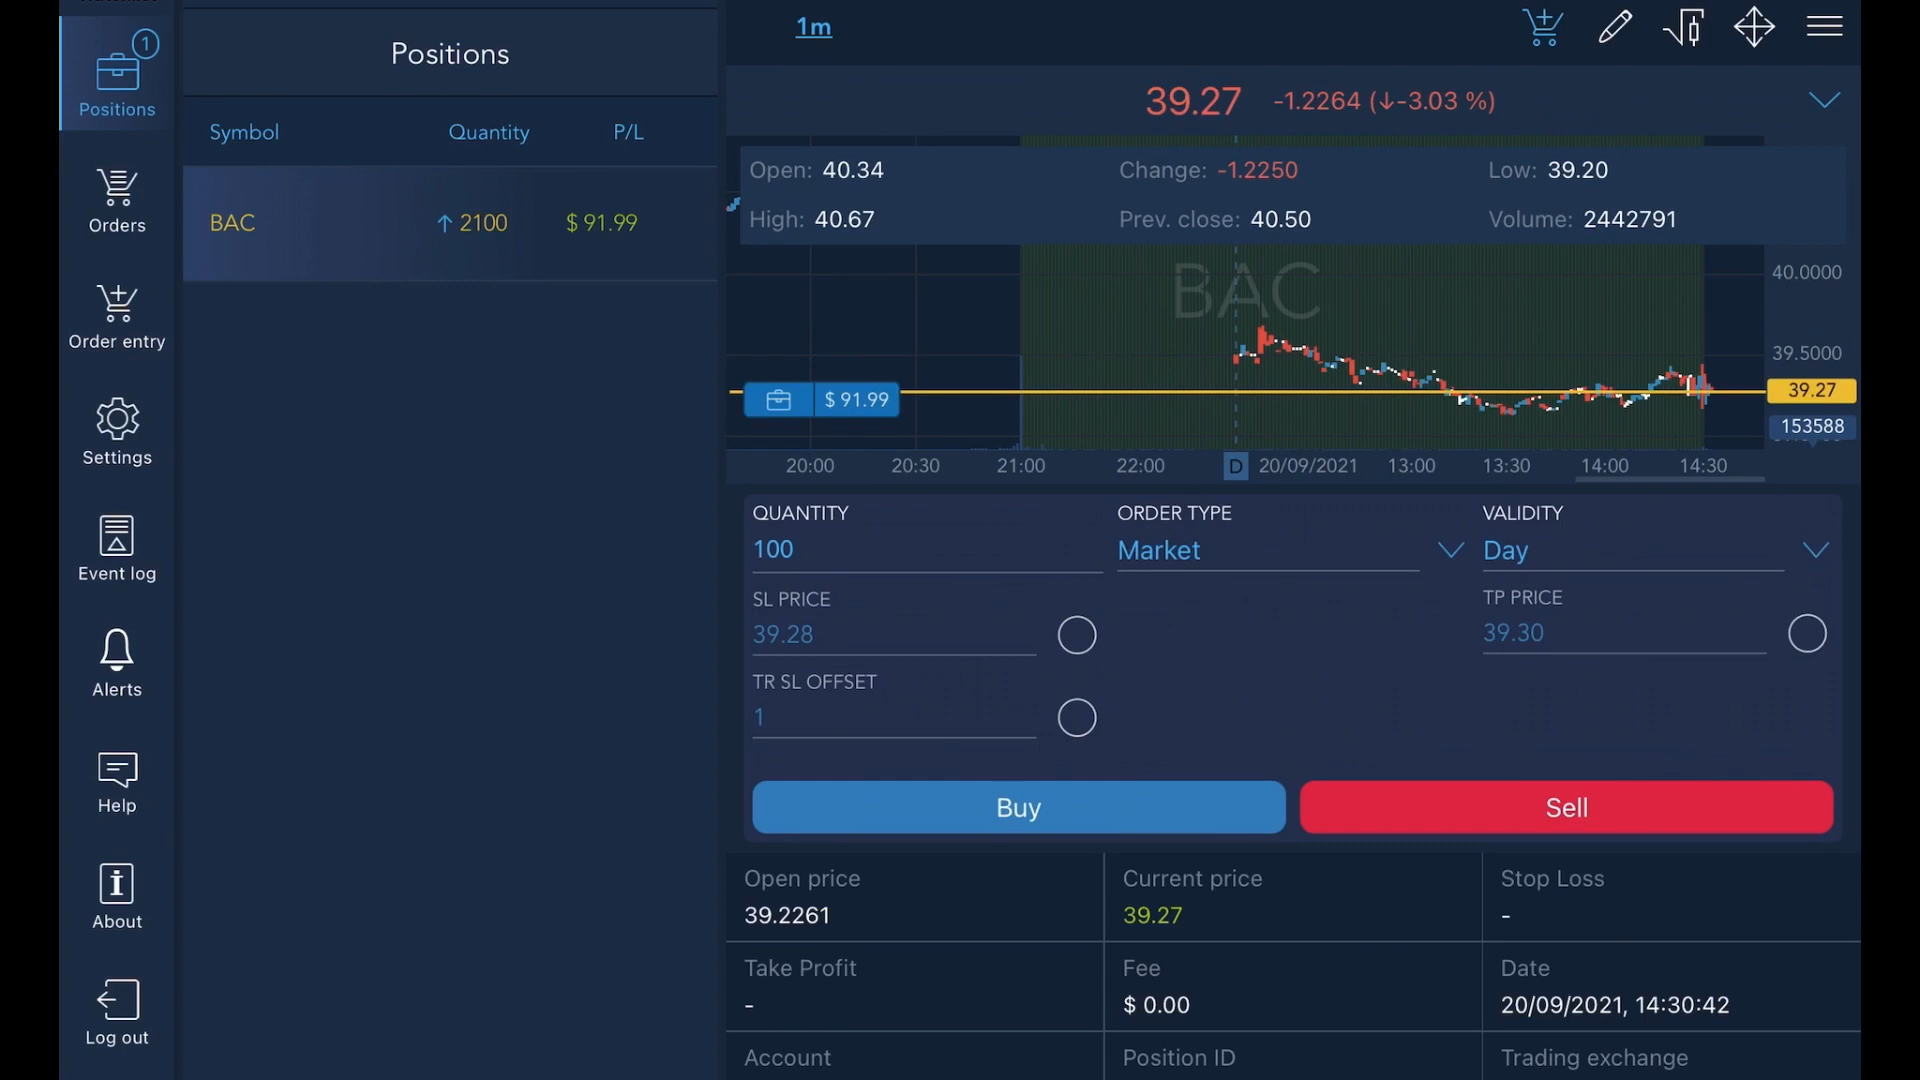 1
Positions
Orders
Order entry
Settings
Event log
Alerts
Help
About
Log out
Positions
Symbol Quantity P/L
BAC ↑ 2100 $ 91.99
1m
39.27 -1.2264 (↓-3.03 %)
Open: 40.34 Change: -1.2250 Low: 39.20
High: 40.67 Prev. close: 40.50 Volume: 2442791
BAC
40.0000
39.5000
39.27
153588
$ 91.99
20:00 20:30 21:00 22:00 D 20/09/2021 13:00 13:30 14:00 14:30
QUANTITY ORDER TYPE VALIDITY
100 Market Day
SL PRICE TP PRICE
39.28 39.30
TR SL OFFSET
1
Buy Sell
Open price Current price Stop Loss
39.2261 39.27 -
Take Profit Fee Date
- $ 0.00 20/09/2021, 14:30:42
Account Position ID Trading exchange